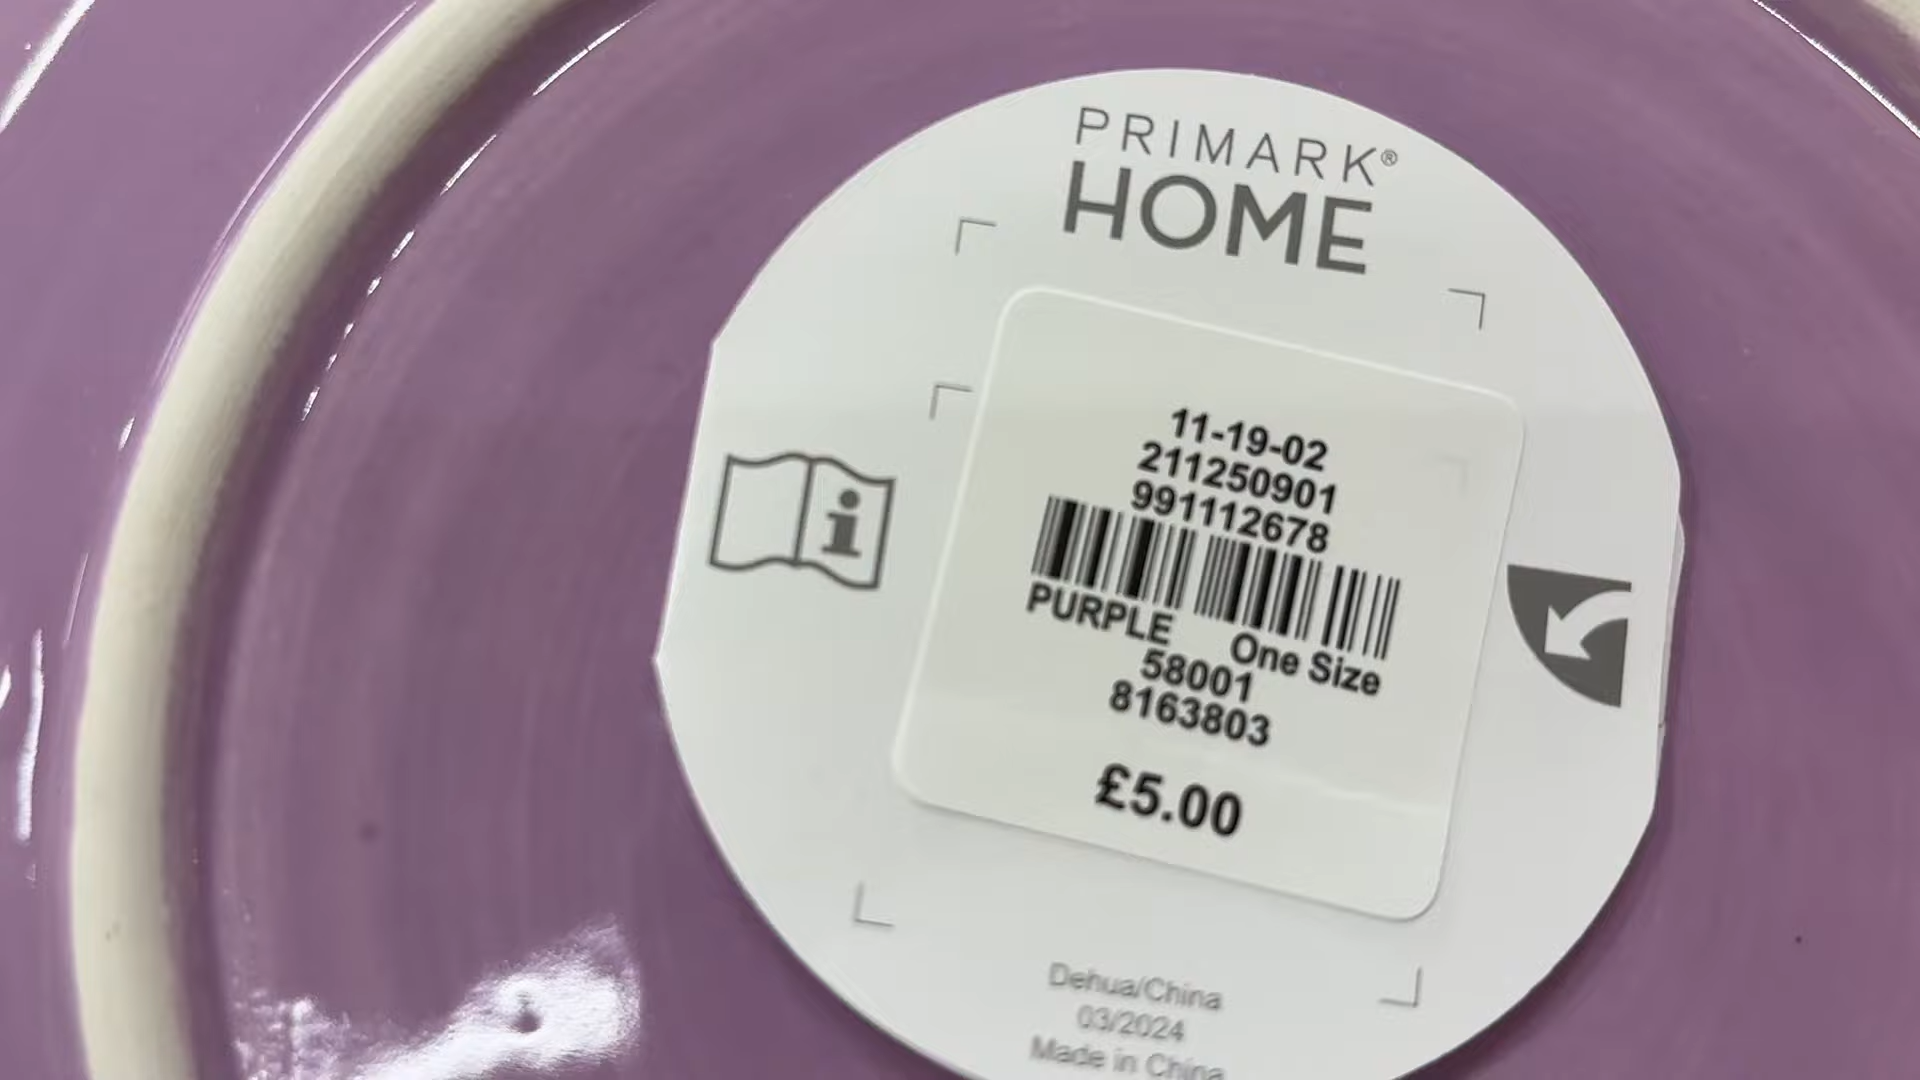 PRIMARK®
HOME
11-19-02
211250901
991112678
PURPLE One Size
58001
8163803
£5.00
Dehua/China
03/2024
Made in China